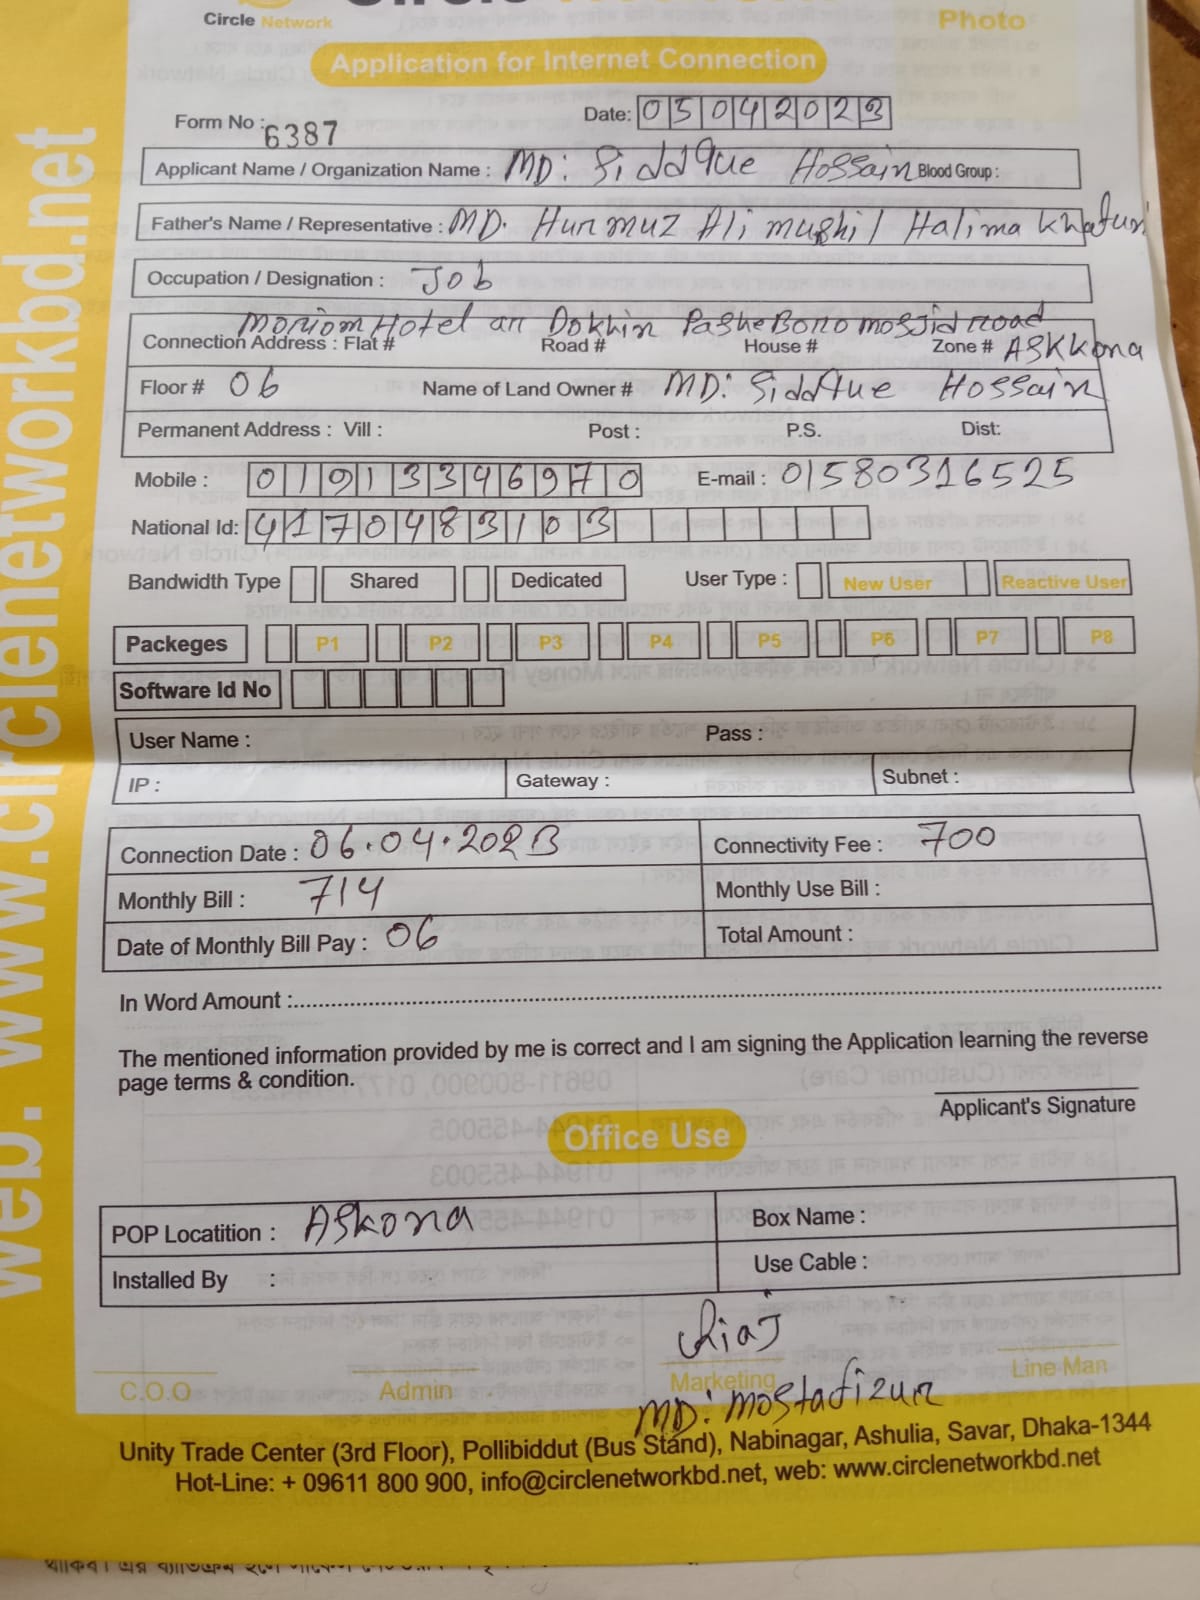 Circle Network
Photo
Application for Internet Connection
Form No : 6387
Date: 05042023
Applicant Name / Organization Name : MD: Siddque Hossain Blood Group :
Father's Name / Representative : MD. Hurmuz Ali munshi / Halima Khatun
Occupation / Designation : Job
Moriom Hotel Dokhin Pashe Boro mosjid Road
Connection Address : Flat # Road # House # Zone # ASKKona
Floor # 06 Name of Land Owner # MD: Siddque Hossain
Permanent Address : Vill : Post : P.S. Dist:
Mobile : 01913346970 E-mail : 01580316525
National Id: 4170483103
Bandwidth Type Shared Dedicated User Type : New User Reactive User
Packeges P1 P2 P3 P4 P5 P6 P7 P8
Software Id No
User Name : Pass :
IP : Gateway : Subnet :
Connection Date : 06.04.2023 Connectivity Fee : 700
Monthly Bill : 714 Monthly Use Bill :
Date of Monthly Bill Pay : 06 Total Amount :
In Word Amount :
The mentioned information provided by me is correct and I am signing the Application learning the reverse
page terms & condition.
Applicant's Signature
Office Use
POP Locatition : ASkona Box Name :
Installed By : Use Cable :
Riaj
C.O.O Admin Marketing Line Man
MD: mostafizur
Unity Trade Center (3rd Floor), Pollibiddut (Bus Stand), Nabinagar, Ashulia, Savar, Dhaka-1344
Hot-Line: + 09611 800 900, info@circlenetworkbd.net, web: www.circlenetworkbd.net
web. www.circlenetworkbd.net